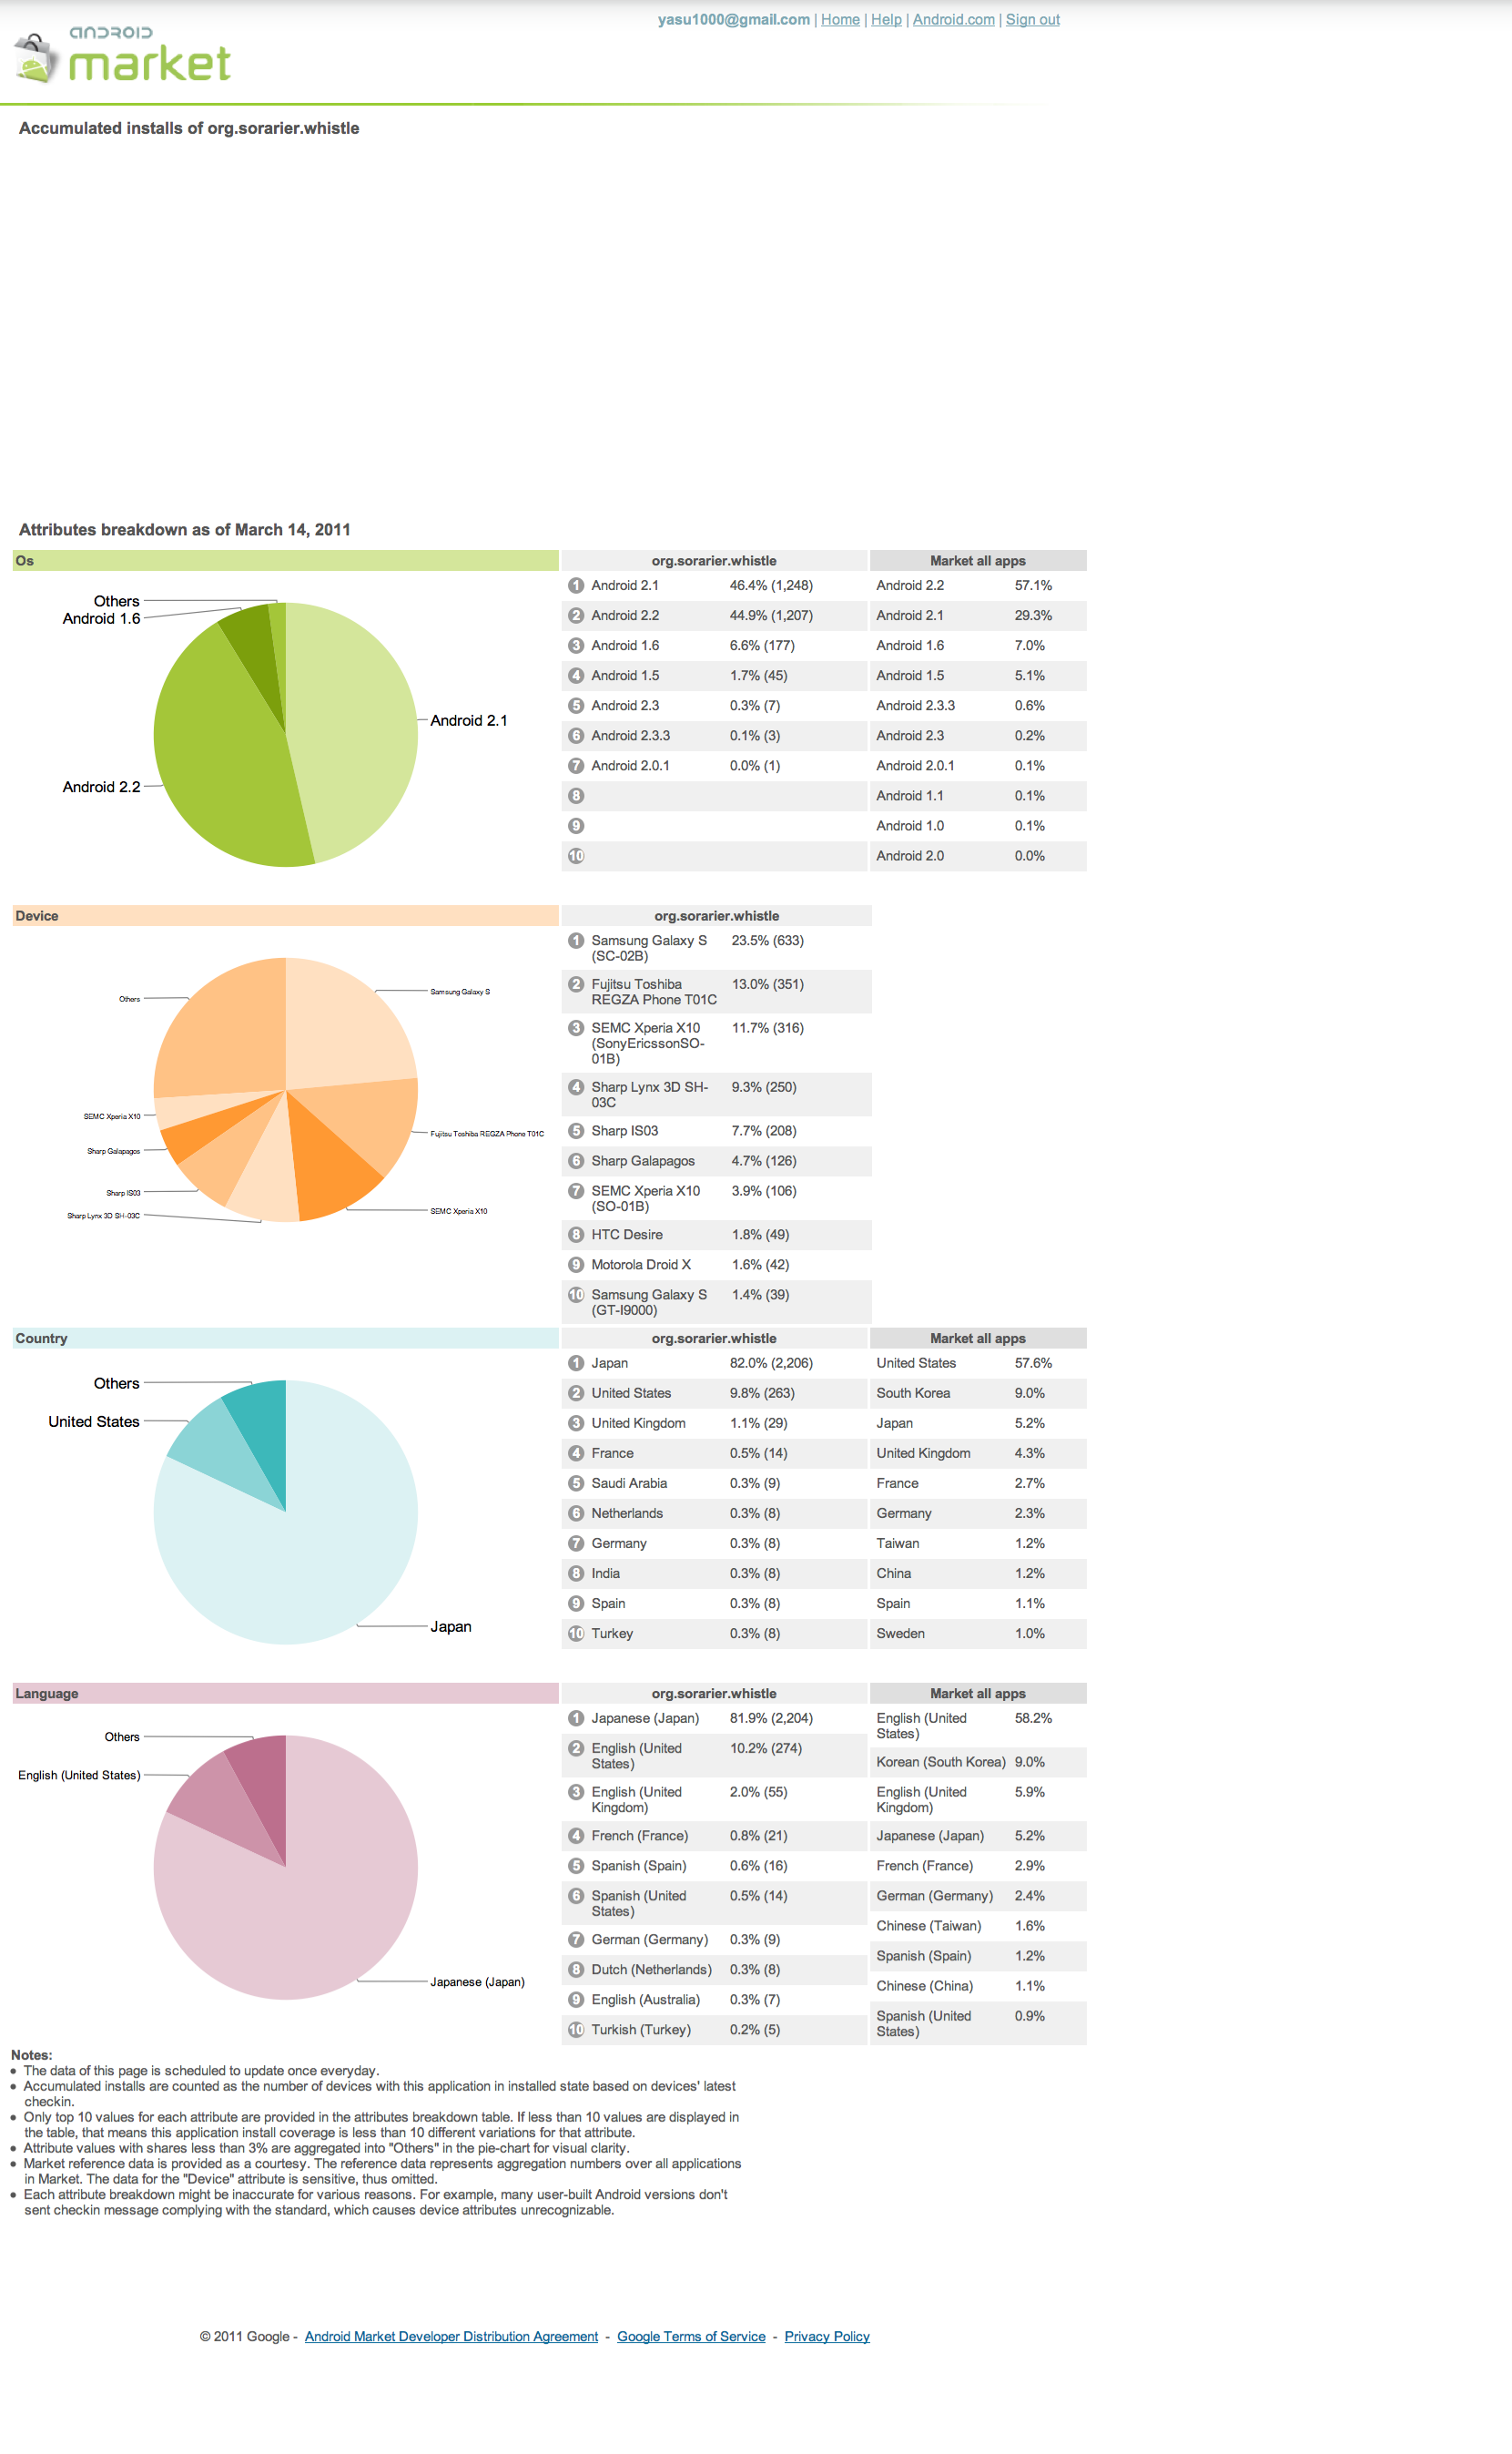 yasu1000@gmail.com | Home | Help | Android.com | Sign out
ANDROID
market
Accumulated installs of org.sorarier.whistle
Attributes breakdown as of March 14, 2011
Os
org.sorarier.whistle
Market all apps
Others
Android 1.6
Android 2.1
Android 2.2
1 Android 2.1 46.4% (1,248) Android 2.2 57.1%
2 Android 2.2 44.9% (1,207) Android 2.1 29.3%
3 Android 1.6 6.6% (177) Android 1.6 7.0%
4 Android 1.5 1.7% (45) Android 1.5 5.1%
5 Android 2.3 0.3% (7) Android 2.3.3 0.6%
6 Android 2.3.3 0.1% (3) Android 2.3 0.2%
7 Android 2.0.1 0.0% (1) Android 2.0.1 0.1%
8 Android 1.1 0.1%
9 Android 1.0 0.1%
10 Android 2.0 0.0%
Device
org.sorarier.whistle
Others
Samsung Galaxy S
SEMC Xperia X10
Fujitsu Toshiba REGZA Phone T01C
Sharp Galapagos
Sharp IS03
SEMC Xperia X10
Sharp Lynx 3D SH-03C
1 Samsung Galaxy S 23.5% (633)
(SC-02B)
2 Fujitsu Toshiba 13.0% (351)
REGZA Phone T01C
3 SEMC Xperia X10 11.7% (316)
(SonyEricssonSO-
01B)
4 Sharp Lynx 3D SH- 9.3% (250)
03C
5 Sharp IS03 7.7% (208)
6 Sharp Galapagos 4.7% (126)
7 SEMC Xperia X10 3.9% (106)
(SO-01B)
8 HTC Desire 1.8% (49)
9 Motorola Droid X 1.6% (42)
10 Samsung Galaxy S 1.4% (39)
(GT-I9000)
Country
org.sorarier.whistle
Market all apps
Others
United States
Japan
1 Japan 82.0% (2,206) United States 57.6%
2 United States 9.8% (263) South Korea 9.0%
3 United Kingdom 1.1% (29) Japan 5.2%
4 France 0.5% (14) United Kingdom 4.3%
5 Saudi Arabia 0.3% (9) France 2.7%
6 Netherlands 0.3% (8) Germany 2.3%
7 Germany 0.3% (8) Taiwan 1.2%
8 India 0.3% (8) China 1.2%
9 Spain 0.3% (8) Spain 1.1%
10 Turkey 0.3% (8) Sweden 1.0%
Language
org.sorarier.whistle
Market all apps
Others
English (United States)
Japanese (Japan)
1 Japanese (Japan) 81.9% (2,204)
2 English (United 10.2% (274)
States)
3 English (United 2.0% (55)
Kingdom)
4 French (France) 0.8% (21)
5 Spanish (Spain) 0.6% (16)
6 Spanish (United 0.5% (14)
States)
7 German (Germany) 0.3% (9)
8 Dutch (Netherlands) 0.3% (8)
9 English (Australia) 0.3% (7)
10 Turkish (Turkey) 0.2% (5)
English (United 58.2%
States)
Korean (South Korea) 9.0%
English (United 5.9%
Kingdom)
Japanese (Japan) 5.2%
French (France) 2.9%
German (Germany) 2.4%
Chinese (Taiwan) 1.6%
Spanish (Spain) 1.2%
Chinese (China) 1.1%
Spanish (United 0.9%
States)
Notes:
• The data of this page is scheduled to update once everyday.
• Accumulated installs are counted as the number of devices with this application in installed state based on devices' latest
checkin.
• Only top 10 values for each attribute are provided in the attributes breakdown table. If less than 10 values are displayed in
the table, that means this application install coverage is less than 10 different variations for that attribute.
• Attribute values with shares less than 3% are aggregated into "Others" in the pie-chart for visual clarity.
• Market reference data is provided as a courtesy. The reference data represents aggregation numbers over all applications
in Market. The data for the "Device" attribute is sensitive, thus omitted.
• Each attribute breakdown might be inaccurate for various reasons. For example, many user-built Android versions don't
sent checkin message complying with the standard, which causes device attributes unrecognizable.
© 2011 Google - Android Market Developer Distribution Agreement - Google Terms of Service - Privacy Policy